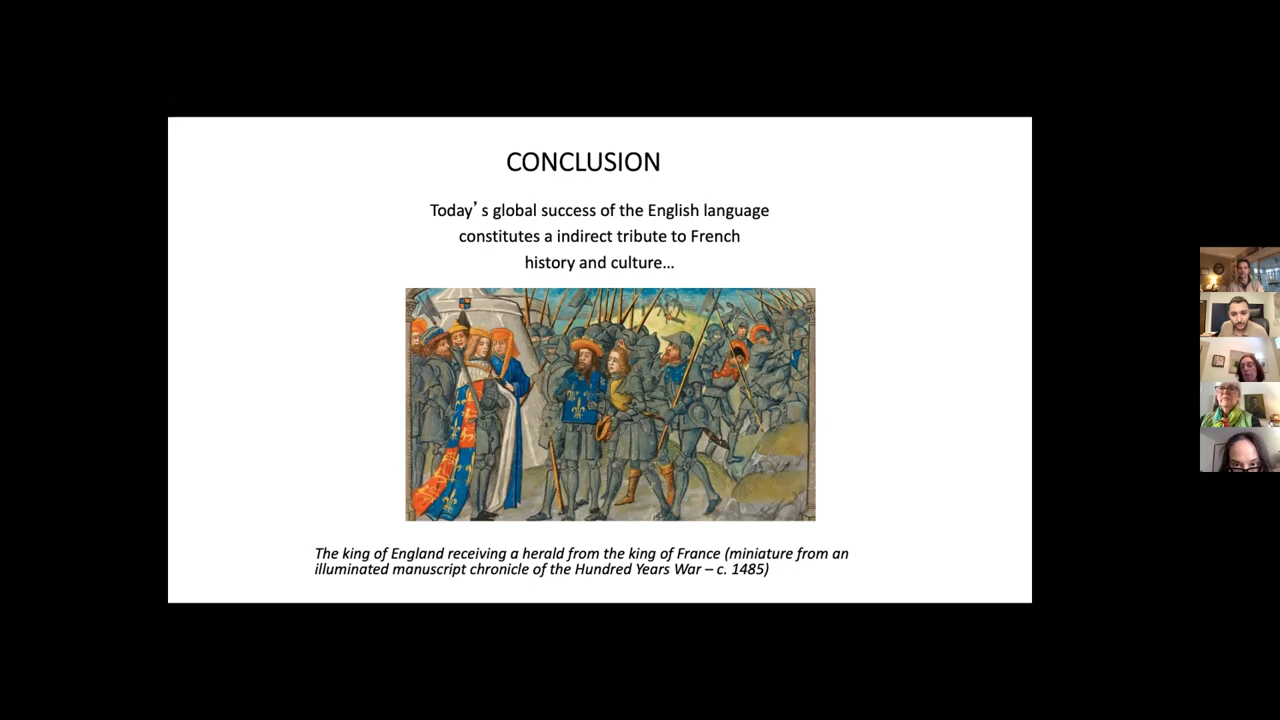 CONCLUSION
Today’s global success of the English language
constitutes a indirect tribute to French
history and culture…
The king of England receiving a herald from the king of France (miniature from an
illuminated manuscript chronicle of the Hundred Years War – c. 1485)